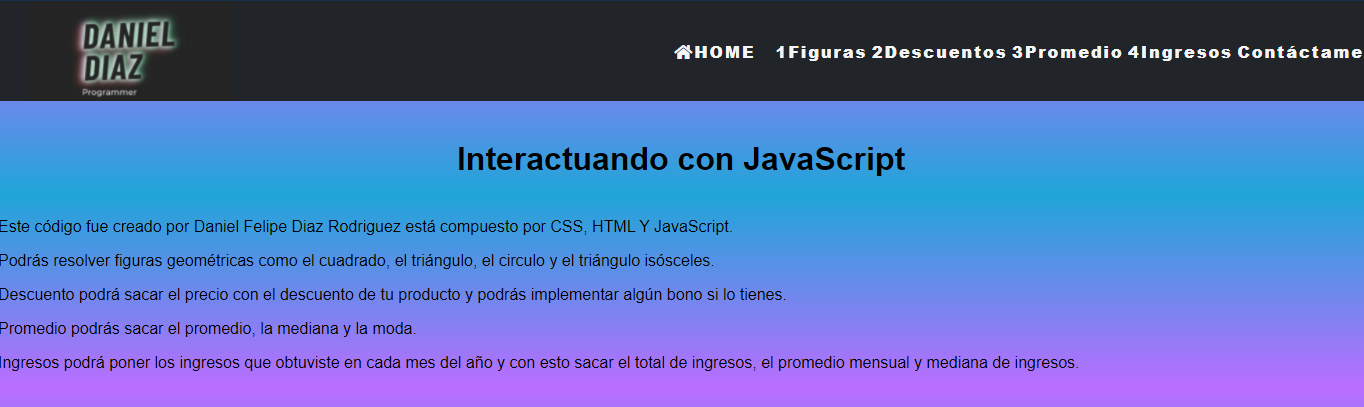 DANIEL
DIAZ
Programmer
HOME 1Figuras 2Descuentos 3Promedio 4Ingresos Contáctame
Interactuando con JavaScript
Este código fue creado por Daniel Felipe Diaz Rodriguez está compuesto por CSS, HTML Y JavaScript.
Podrás resolver figuras geométricas como el cuadrado, el triángulo, el circulo y el triángulo isósceles.
Descuento podrá sacar el precio con el descuento de tu producto y podrás implementar algún bono si lo tienes.
Promedio podrás sacar el promedio, la mediana y la moda.
Ingresos podrá poner los ingresos que obtuviste en cada mes del año y con esto sacar el total de ingresos, el promedio mensual y mediana de ingresos.